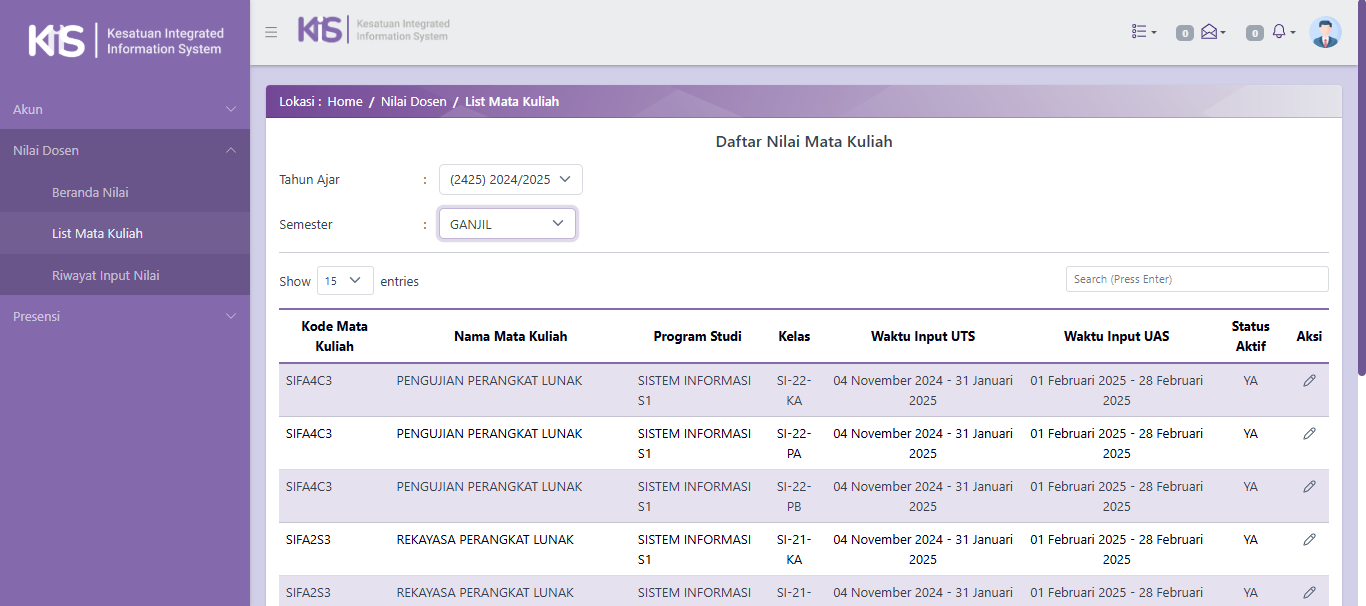 KIS Kesatuan Integrated
Information System
KIS Kesatuan Integrated
Information System
0
0
Akun
Nilai Dosen
Beranda Nilai
List Mata Kuliah
Riwayat Input Nilai
Presensi
Lokasi : Home / Nilai Dosen / List Mata Kuliah
Daftar Nilai Mata Kuliah
Tahun Ajar : (2425) 2024/2025
Semester : GANJIL
Show 15 entries
Search (Press Enter)
Kode Mata Kuliah Nama Mata Kuliah Program Studi Kelas Waktu Input UTS Waktu Input UAS Status Aktif Aksi
SIFA4C3 PENGUJIAN PERANGKAT LUNAK SISTEM INFORMASI S1 SI-22-KA 04 November 2024 - 31 Januari 2025 01 Februari 2025 - 28 Februari 2025 YA
SIFA4C3 PENGUJIAN PERANGKAT LUNAK SISTEM INFORMASI S1 SI-22-PA 04 November 2024 - 31 Januari 2025 01 Februari 2025 - 28 Februari 2025 YA
SIFA4C3 PENGUJIAN PERANGKAT LUNAK SISTEM INFORMASI S1 SI-22-PB 04 November 2024 - 31 Januari 2025 01 Februari 2025 - 28 Februari 2025 YA
SIFA2S3 REKAYASA PERANGKAT LUNAK SISTEM INFORMASI S1 SI-21-KA 04 November 2024 - 31 Januari 2025 01 Februari 2025 - 28 Februari 2025 YA
SIFA2S3 REKAYASA PERANGKAT LUNAK SISTEM INFORMASI SI-21- 04 November 2024 - 31 Januari 01 Februari 2025 - 28 Februari YA